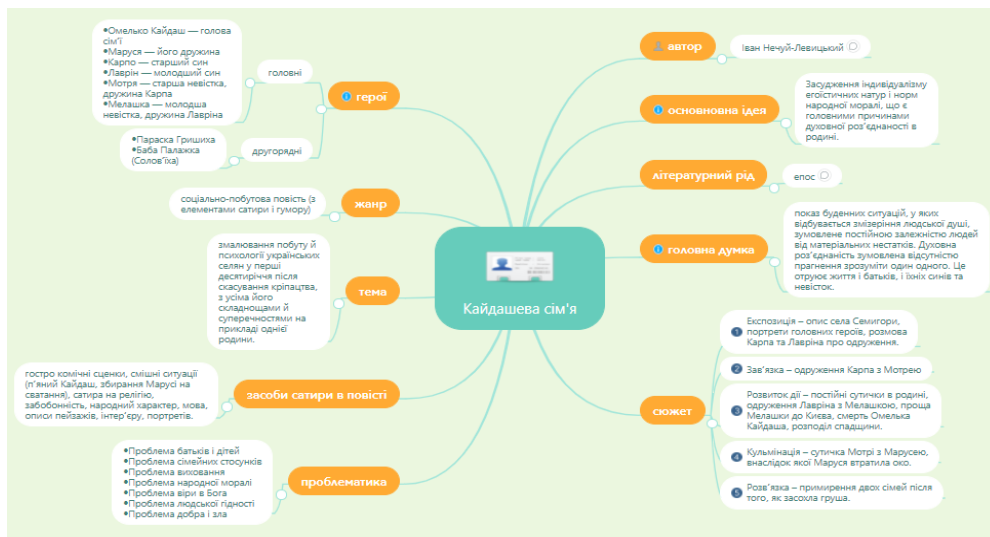 Кайдашева сім'я
автор
Іван Нечуй-Левицький
основновна ідея
Засудження індивідуалізму
егоїстичних натур і норм
народної моралі, що є
головними причинами
духовної роз'єднаності в
родині.
літературний рід
епос
головна думка
показ буденних ситуацій, у яких
відбувається змізеріння людської душі,
зумовлене постійною залежністю людей
від матеріальних нестатків. Духовна
роз'єднаність зумовлена відсутністю
прагнення зрозуміти один одного. Це
отруює життя і батьків, і їхніх синів та
невісток.
сюжет
1 Експозиція – опис села Семигори,
портрети головних героїв, розмова
Карпа та Лавріна про одруження.
2 Зав'язка – одруження Карпа з Мотрею
3 Розвиток дії – постійні сутички в родині,
одруження Лавріна з Мелашкою, проща
Мелашки до Києва, смерть Омелька
Кайдаша, розподіл спадщини.
4 Кульмінація – сутичка Мотрі з Марусею,
внаслідок якої Маруся втратила око.
5 Розв'язка – примирення двох сімей після
того, як засохла груша.
герої
головні
•Омелько Кайдаш — голова
сім'ї
•Маруся — його дружина
•Карпо — старший син
•Лаврін — молодший син
•Мотря — старша невістка,
дружина Карпа
•Мелашка — молодша
невістка, дружина Лавріна
другорядні
•Параска Гришиха
•Баба Палажка
(Солов'їха)
жанр
соціально-побутова повість (з
елементами сатири і гумору)
тема
змалювання побуту й
психології українських
селян у перші
десятиріччя після
скасування кріпацтва,
з усіма його
складнощами й
суперечностями на
прикладі однієї
родини.
засоби сатири в повісті
гостро комічні сценки, смішні ситуації
(п'яний Кайдаш, збирання Марусі на
сватання), сатира на релігію,
забобонність, народний характер, мова,
описи пейзажів, інтер'єру, портретів.
проблематика
•Проблема батьків і дітей
•Проблема сімейних стосунків
•Проблема виховання
•Проблема народної моралі
•Проблема віри в Бога
•Проблема людської гідності
•Проблема добра і зла